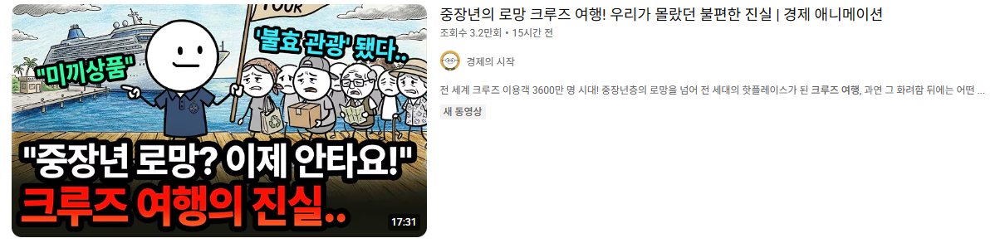 TOUR
'불효 관광' 됐다..
"미끼상품"
"중장년 로망? 이제 안타요!"
크루즈 여행의 진실..
17:31
중장년의 로망 크루즈 여행! 우리가 몰랐던 불편한 진실 | 경제 애니메이션
조회수 3.2만회 • 15시간 전
경제의 시작
전 세계 크루즈 이용객 3600만 명 시대! 중장년층의 로망을 넘어 전 세대의 핫플레이스가 된 크루즈 여행, 과연 그 화려함 뒤에는 어떤 ...
새 동영상